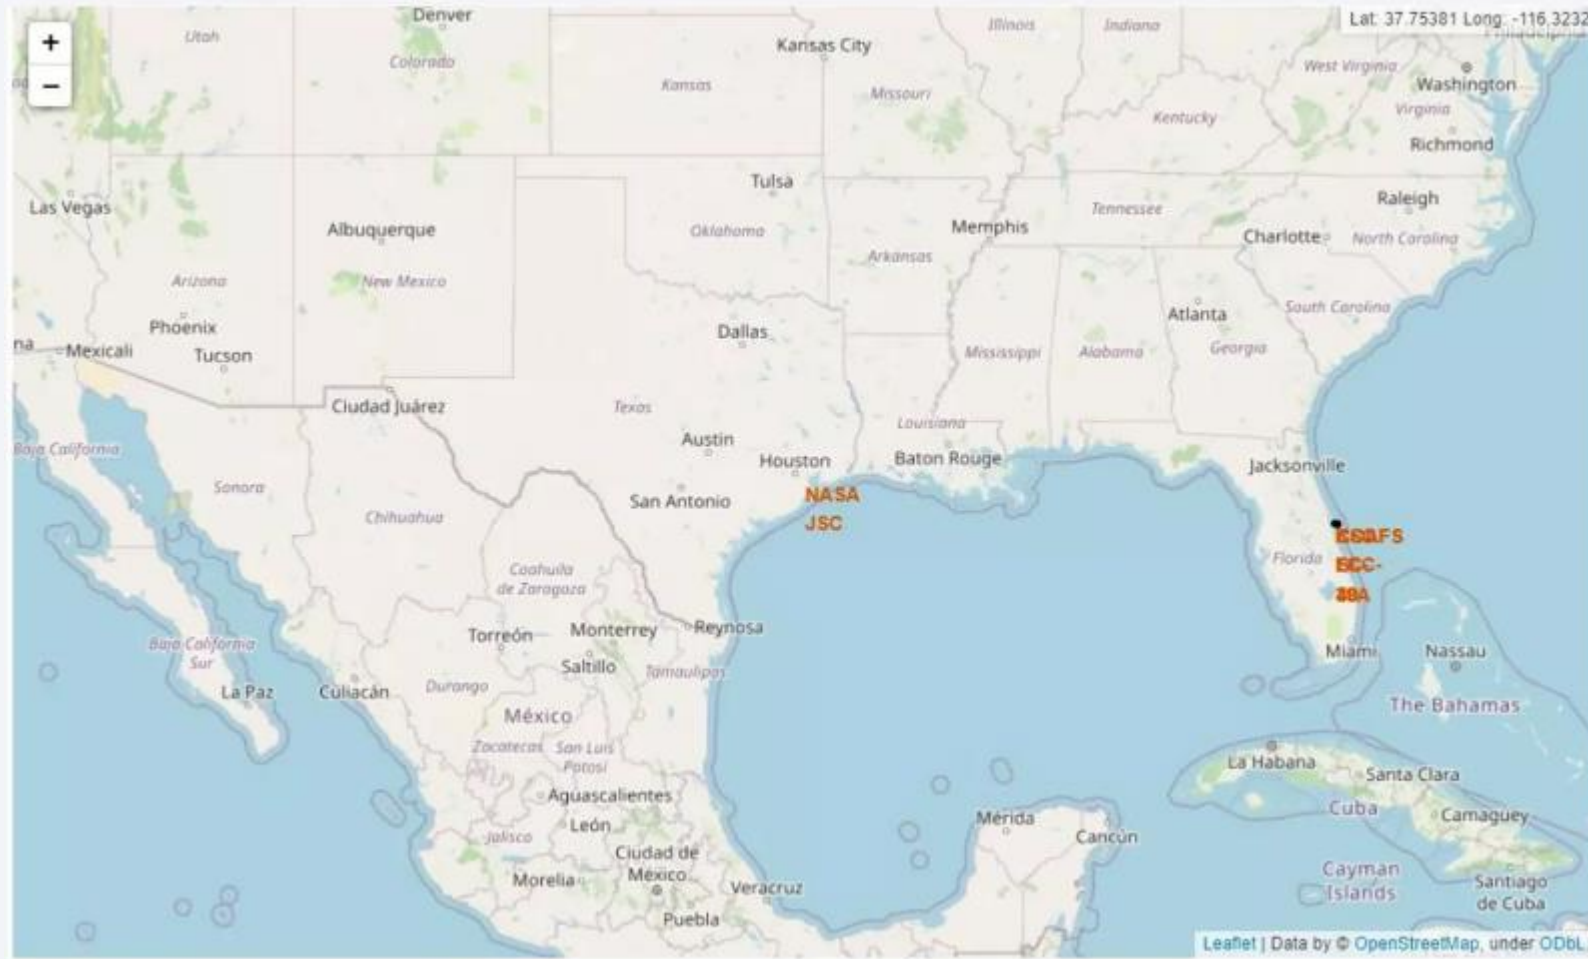 Denver
Lat: 37.75381 Long: -116.3232
Utah
Illinois
Indiana
+
Kansas City
Colorado
West Virginia
−
Kansas
Missouri
Washington
Virginia
Kentucky
Richmond
Tulsa
Las Vegas
Raleigh
Tennessee
Albuquerque
Oklahoma
Memphis
Charlotte
North Carolina
Arkansas
Arizona
New Mexico
Phoenix
Dallas
Atlanta
South Carolina
na
Mexicali
Tucson
Mississippi
Alabama
Georgia
Ciudad Juárez
Texas
Louisiana
Baja California
Austin
Houston
Baton Rouge
Jacksonville
Sonora
San Antonio
NASA
JSC
Chihuahua
Florida
Coahuila
de Zaragoza
Torreón
Monterrey
Reynosa
Baja California
Sur
Saltillo
Tamaulipas
Miami
Nassau
La Paz
Culiacán
Durango
México
The Bahamas
Zacatecas
San Luis
Potosí
La Habana
Santa Clara
Aguascalientes
Cuba
Camagüey
León
Jalisco
Mérida
Cancún
Ciudad de
México
Morelia
Veracruz
Cayman
Islands
Santiago
de Cuba
Puebla
Leaflet | Data by © OpenStreetMap, under ODbL